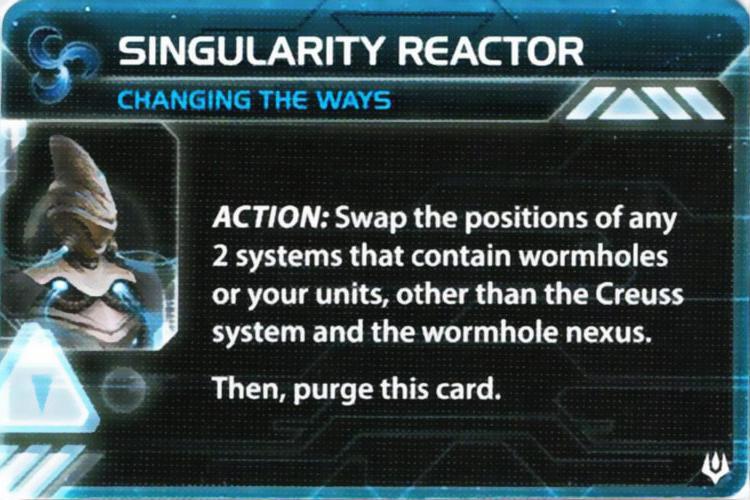 SINGULARITY REACTOR
CHANGING THE WAYS
ACTION: Swap the positions of any
2 systems that contain wormholes
or your units, other than the Creuss
system and the wormhole nexus.
Then, purge this card.